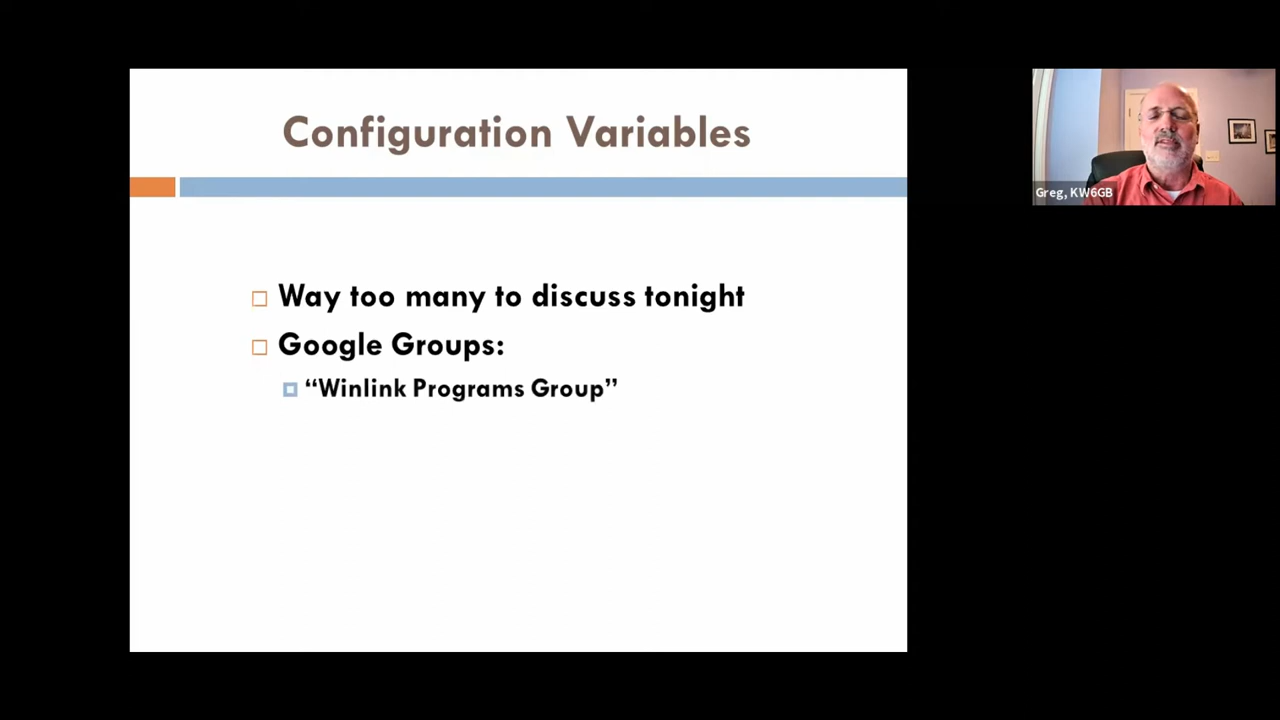 Configuration Variables
Way too many to discuss tonight
Google Groups:
“Winlink Programs Group”
Greg, KW6GB